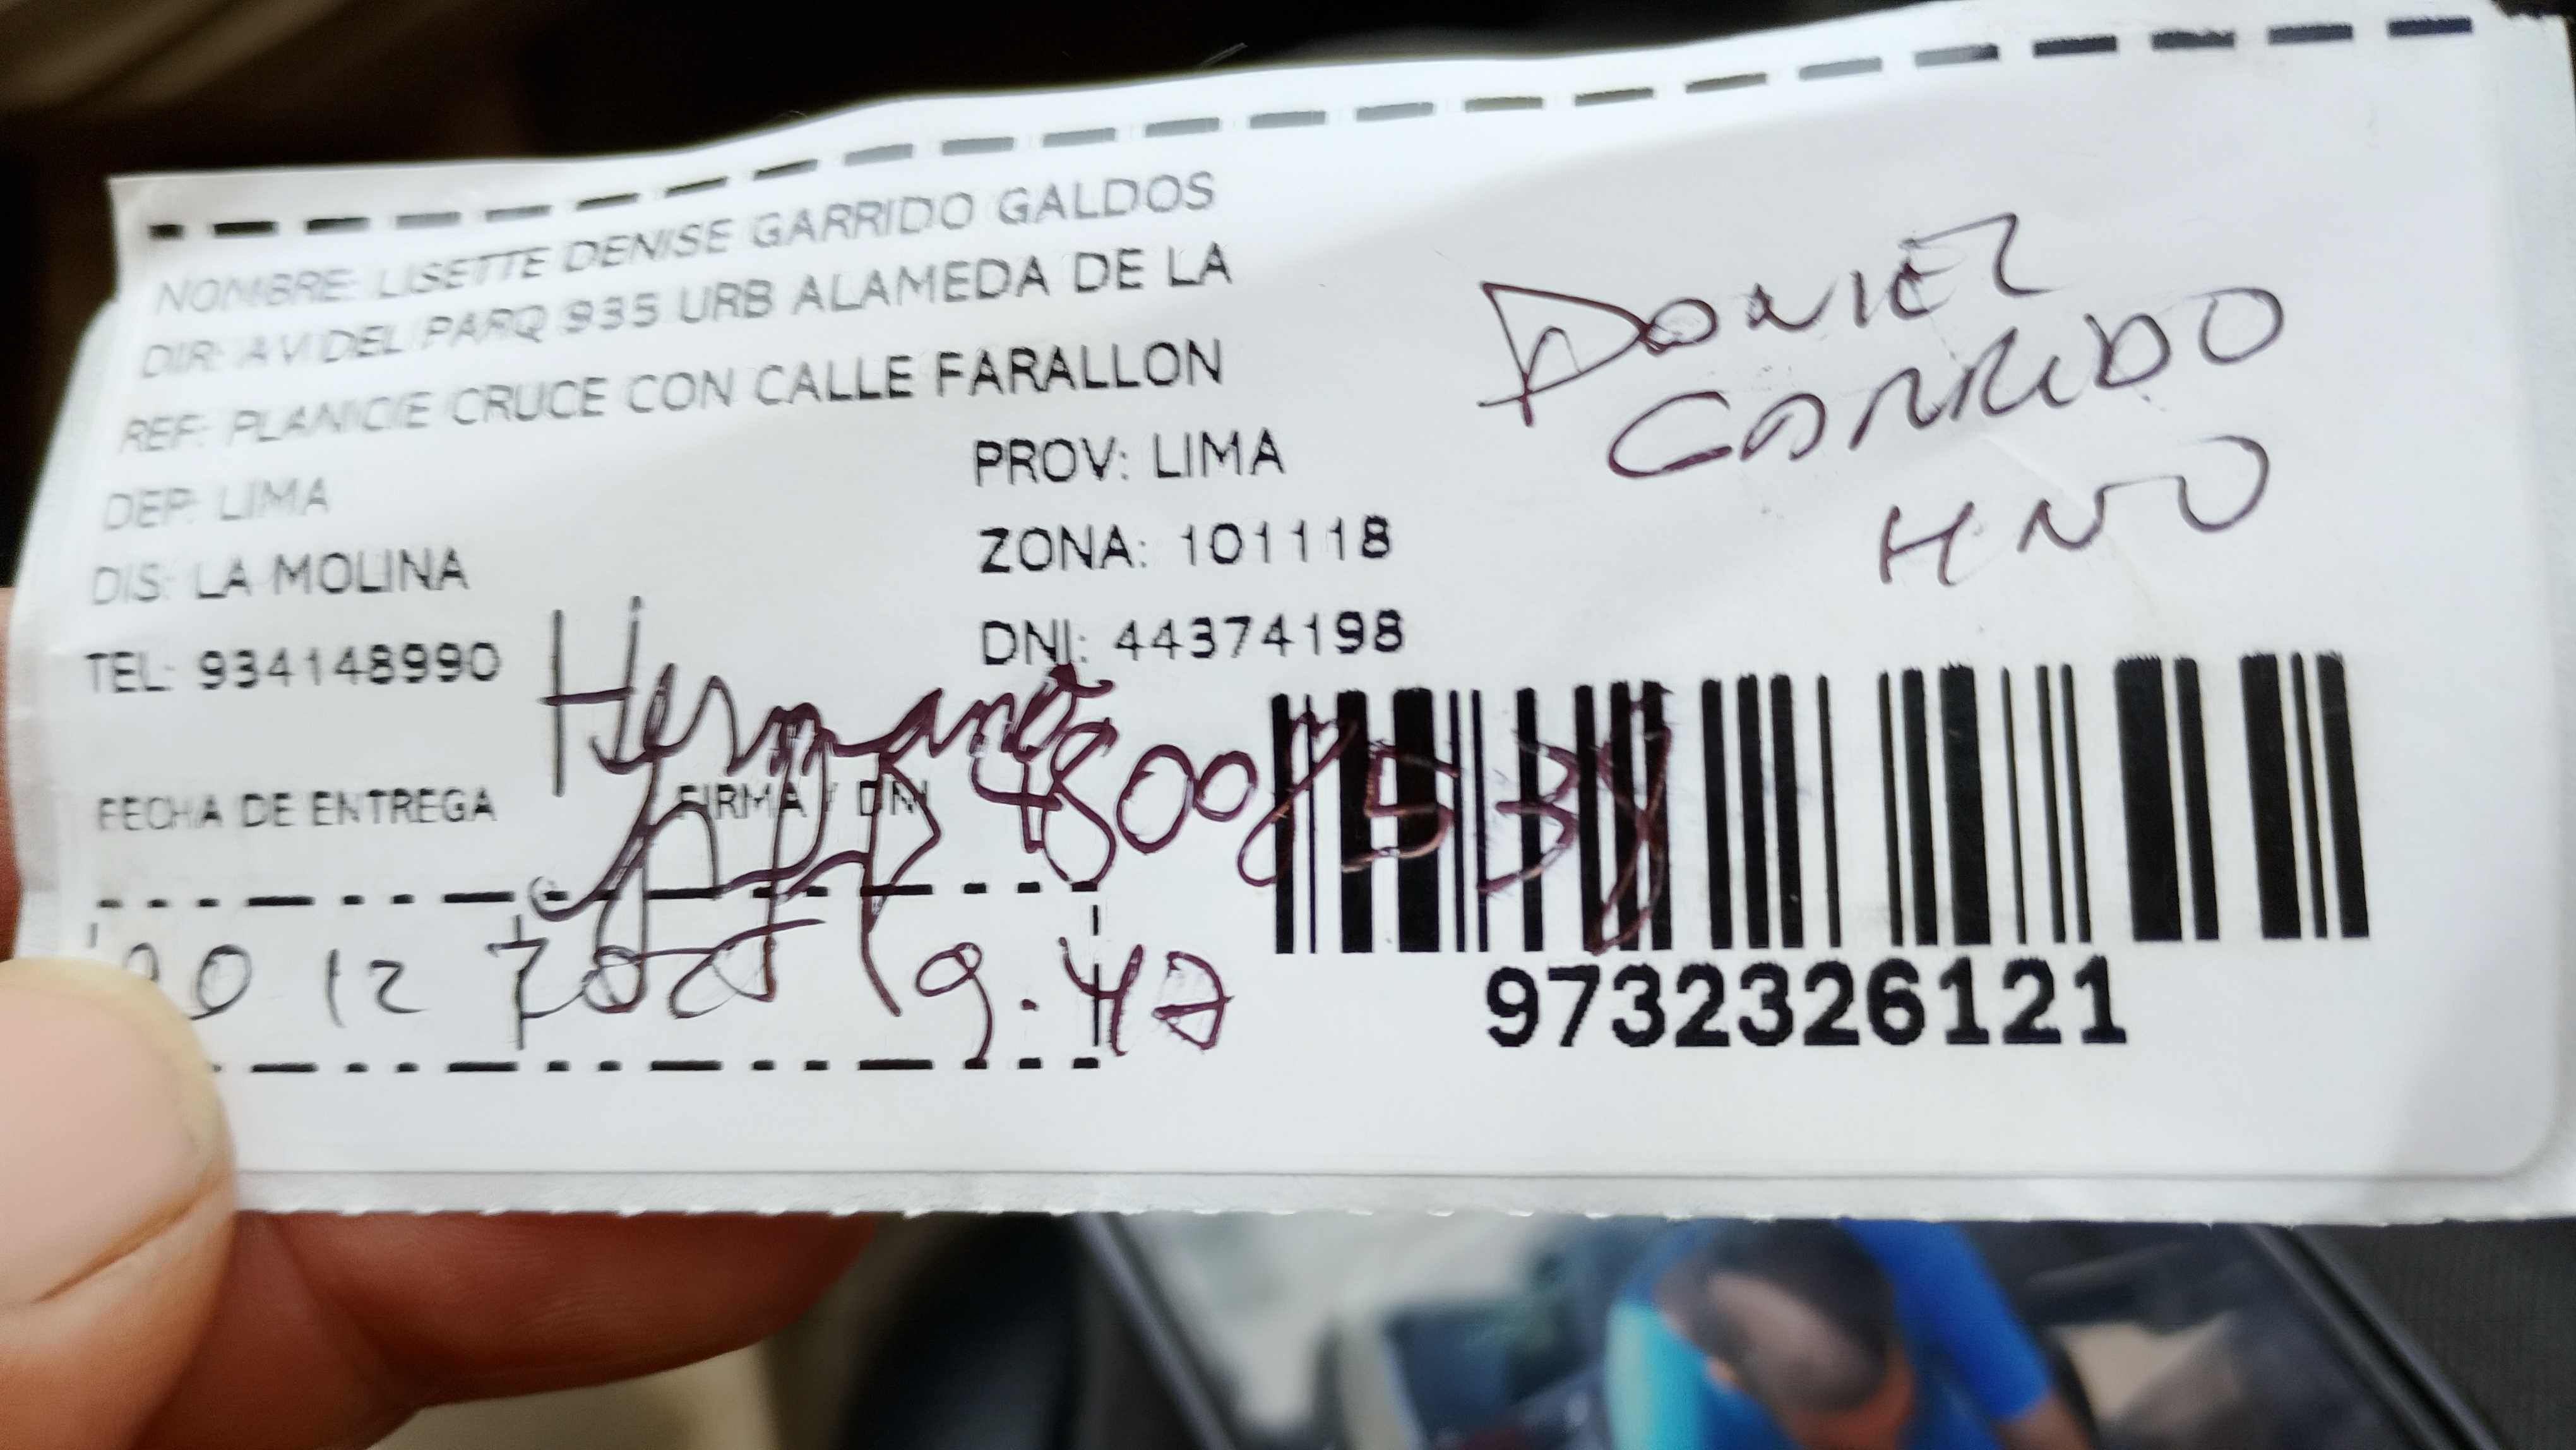 NOMBRE: LISETTE DENISE GARRIDO GALDOS
DIR: AV DEL PARQ 935 URB ALAMEDA DE LA
REF: PLANICIE CRUCE CON CALLE FARALLON
DEP: LIMA
PROV: LIMA
DIS: LA MOLINA
ZONA: 101118
TEL: 934148990
DNI: 44374198
DANIEL
GARRIDO
HNO
Hermano
FECHA DE ENTREGA
FIRMA Y DNI
12
9732326121